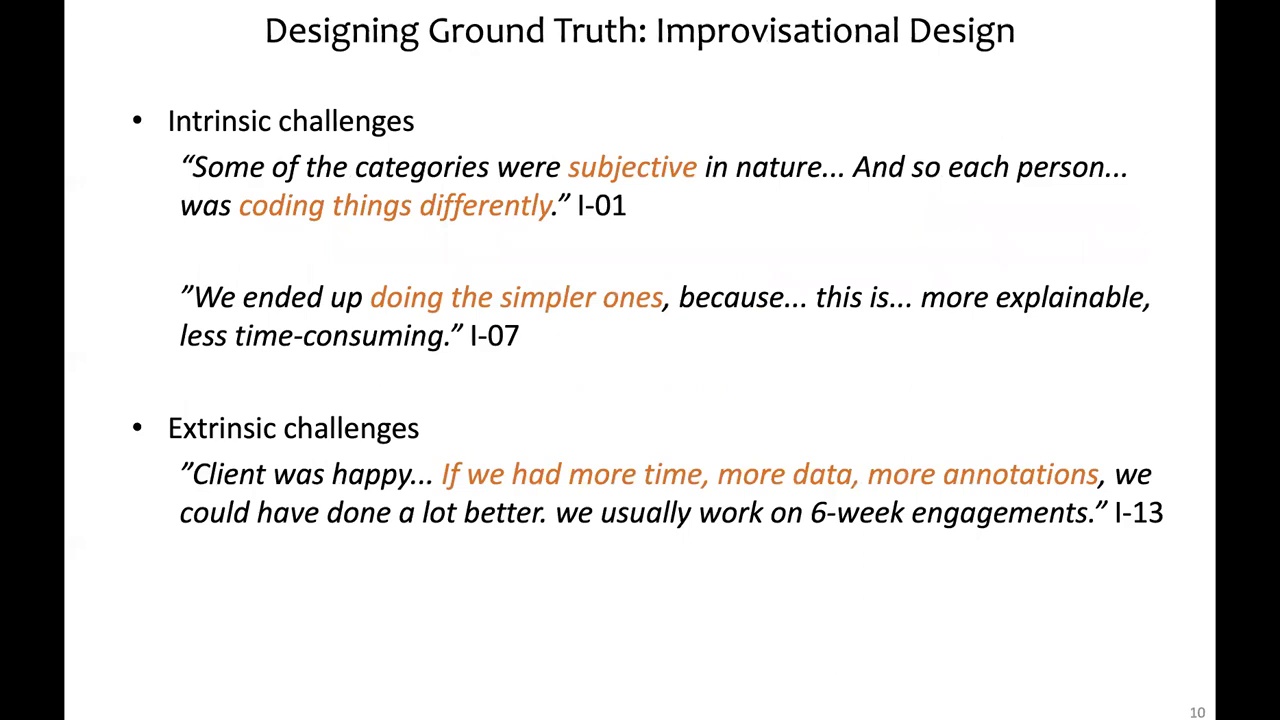 Designing Ground Truth: Improvisational Design
• Intrinsic challenges
“Some of the categories were subjective in nature... And so each person...
was coding things differently.” I-01
”We ended up doing the simpler ones, because... this is... more explainable,
less time-consuming.” I-07
• Extrinsic challenges
”Client was happy... If we had more time, more data, more annotations, we
could have done a lot better. we usually work on 6-week engagements.” I-13
10